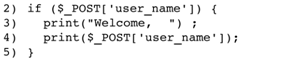 2) if ($_POST['user_name']) {
3)   print("Welcome,  ") ;
4)   print($_POST['user_name']);
5) }